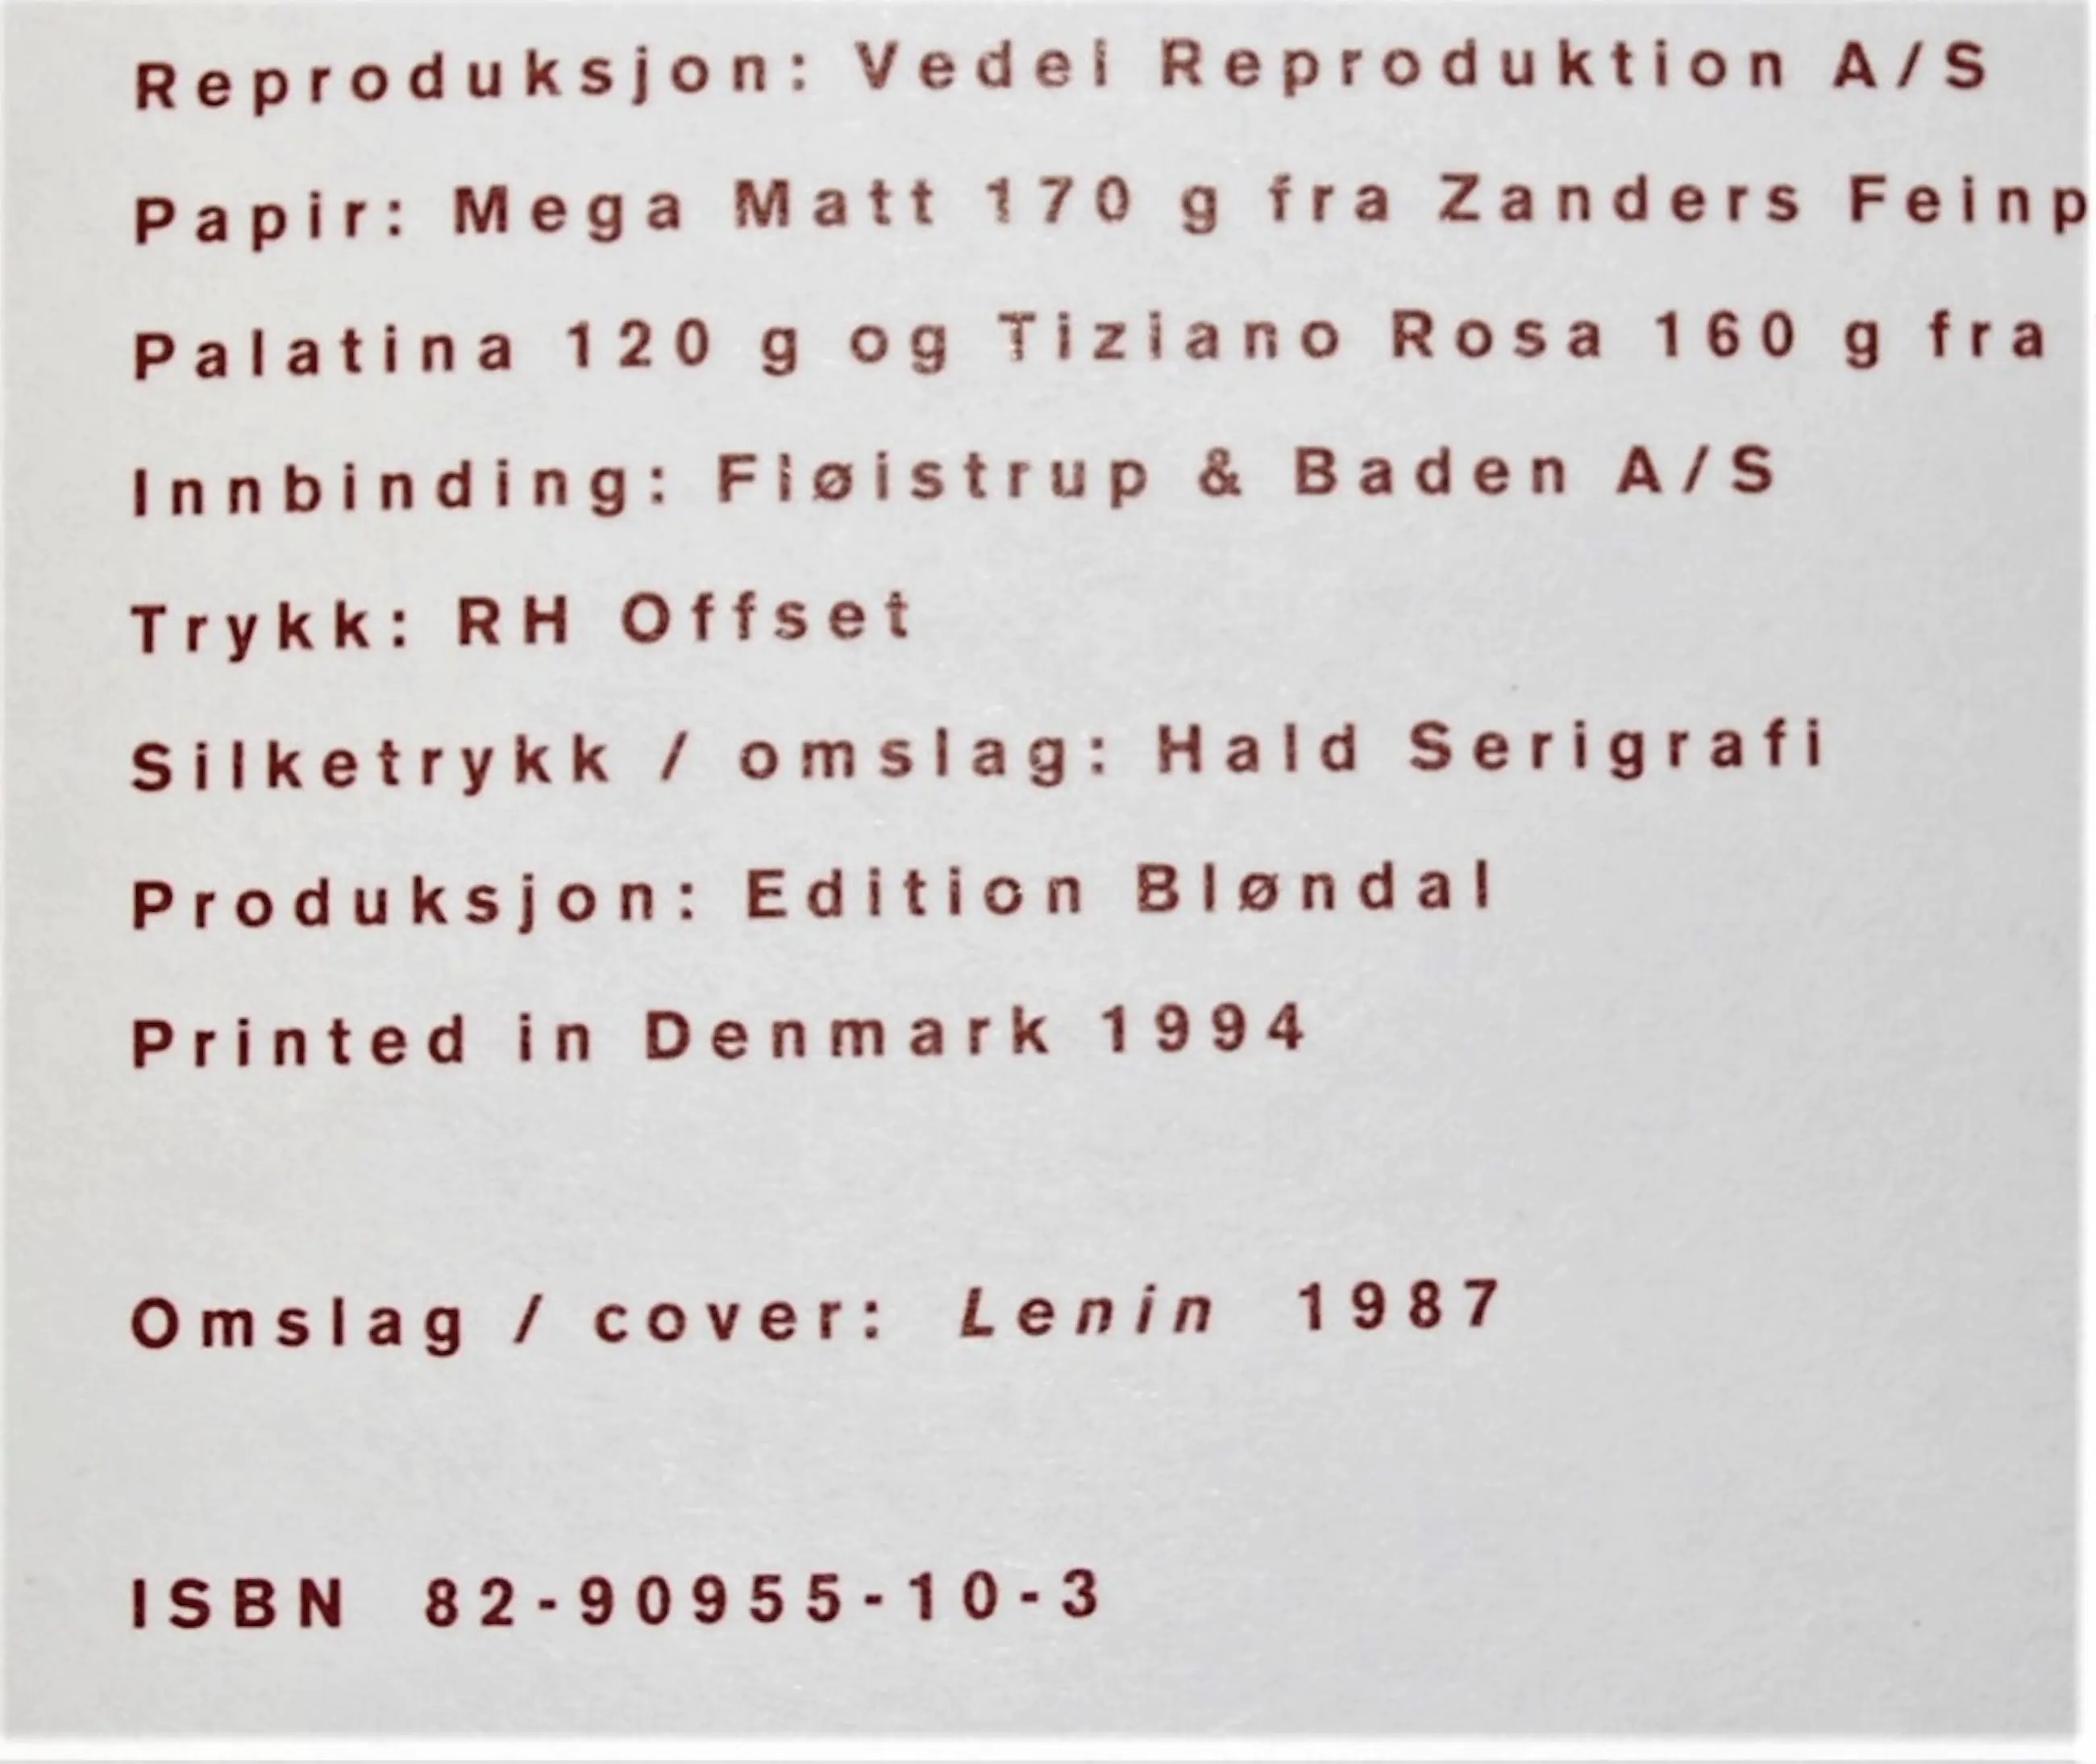 Reproduksjon: Vedel Reproduktion A/S
Papir: Mega Matt 170 g fra Zanders Feinp
Palatina 120 g og Tiziano Rosa 160 g fra
Innbinding: Fløistrup & Baden A/S
Trykk: RH Offset
Silketrykk / omslag: Hald Serigrafi
Produksjon: Edition Bløndal
Printed in Denmark 1994
Omslag / cover: Lenin 1987
ISBN 82-90955-10-3